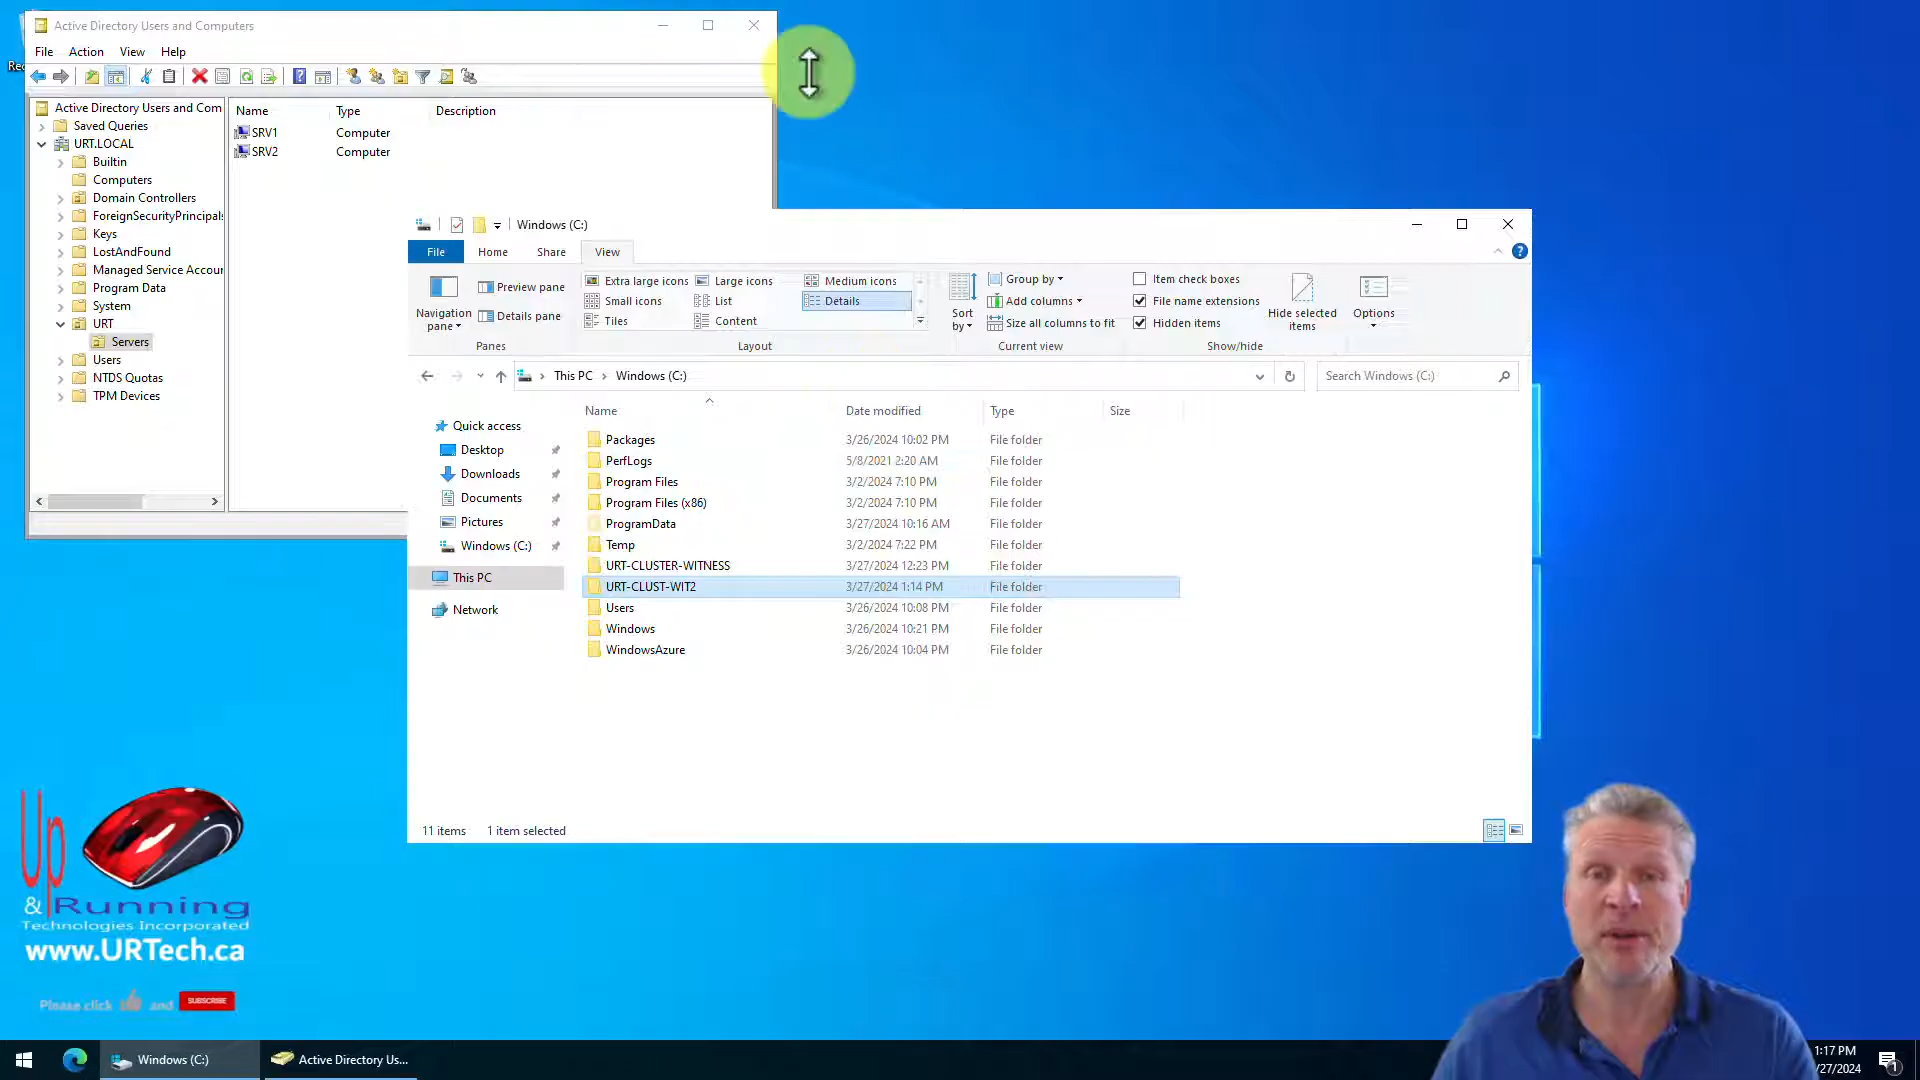 Active Directory Users and Computers
File Action View Help
Active Directory Users and Com
Saved Queries
URT.LOCAL
Builtin
Computers
Domain Controllers
ForeignSecurityPrincipals
Keys
LostAndFound
Managed Service Accour
Program Data
System
URT
Servers
Users
NTDS Quotas
TPM Devices
Name Type Description
SRV1 Computer
SRV2 Computer
Windows (C:)
File Home Share View
Navigation pane
Preview pane
Details pane
Panes
Extra large icons Large icons Medium icons
Small icons List Details
Tiles Content
Layout
Sort by
Group by
Add columns
Size all columns to fit
Current view
Item check boxes
File name extensions
Hidden items
Hide selected items
Show/hide
Options
This PC Windows (C:)
Search Windows (C:)
Quick access
Desktop
Downloads
Documents
Pictures
Windows (C:)
This PC
Network
Name Date modified Type Size
Packages 3/26/2024 10:02 PM File folder
PerfLogs 5/8/2021 2:20 AM File folder
Program Files 3/2/2024 7:10 PM File folder
Program Files (x86) 3/2/2024 7:10 PM File folder
ProgramData 3/27/2024 10:16 AM File folder
Temp 3/2/2024 7:22 PM File folder
URT-CLUSTER-WITNESS 3/27/2024 12:23 PM File folder
URT-CLUST-WIT2 3/27/2024 1:14 PM File folder
Users 3/26/2024 10:08 PM File folder
Windows 3/26/2024 10:21 PM File folder
WindowsAzure 3/26/2024 10:04 PM File folder
11 items 1 item selected
Rec
Up
& Running
Technologies Incorporated
www.URTech.ca
Please click and SUBSCRIBE
Windows (C:)
Active Directory Us...
1:17 PM
/27/2024
1